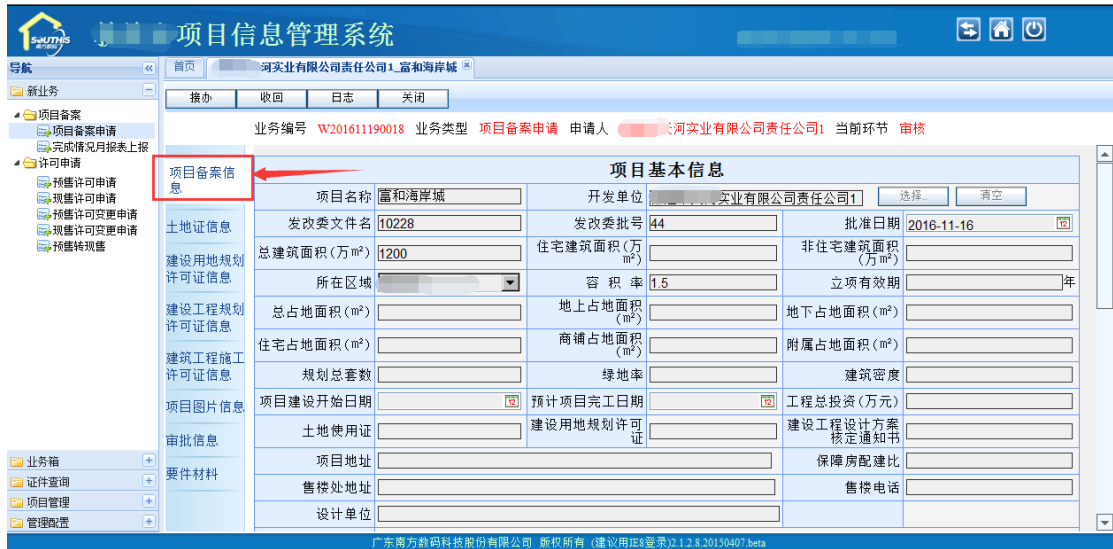 SOUTHIS
南方数码
项目信息管理系统
导航
首页 河实业有限公司责任公司1_富和海岸城
新业务
接办 收回 日志 关闭
项目备案
项目备案申请
完成情况月报表上报
许可申请
预售许可申请
现售许可申请
预售许可变更申请
现售许可变更申请
预售转现售
业务箱
证件查询
项目管理
管理配置
业务编号 W201611190018 业务类型 项目备案申请 申请人 河实业有限公司责任公司1 当前环节 审核
项目备案信
息
土地证信息
建设用地规划
许可证信息
建设工程规划
许可证信息
建筑工程施工
许可证信息
项目图片信息
审批信息
要件材料
项目基本信息
项目名称 富和海岸城 开发单位 实业有限公司责任公司1 选择.. 清空
发改委文件名 10228 发改委批号 44 批准日期 2016-11-16 12
总建筑面积(万m²) 1200 住宅建筑面积(万
m²) 非住宅建筑面积
(万m²)
所在区域 容积率 1.5 立项有效期 年
总占地面积(m²) 地上占地面积
(m²) 地下占地面积(m²)
住宅占地面积(m²) 商铺占地面积
(m²) 附属占地面积(m²)
规划总套数 绿地率 建筑密度
项目建设开始日期 12 预计项目完工日期 12 工程总投资(万元)
土地使用证 建设用地规划许可
证 建设工程设计方案
核定通知书
项目地址 保障房配建比
售楼处地址 售楼电话
设计单位
广东南方数码科技股份有限公司 版权所有 (建议用IE8登录)2.1.2.8.20150407.beta